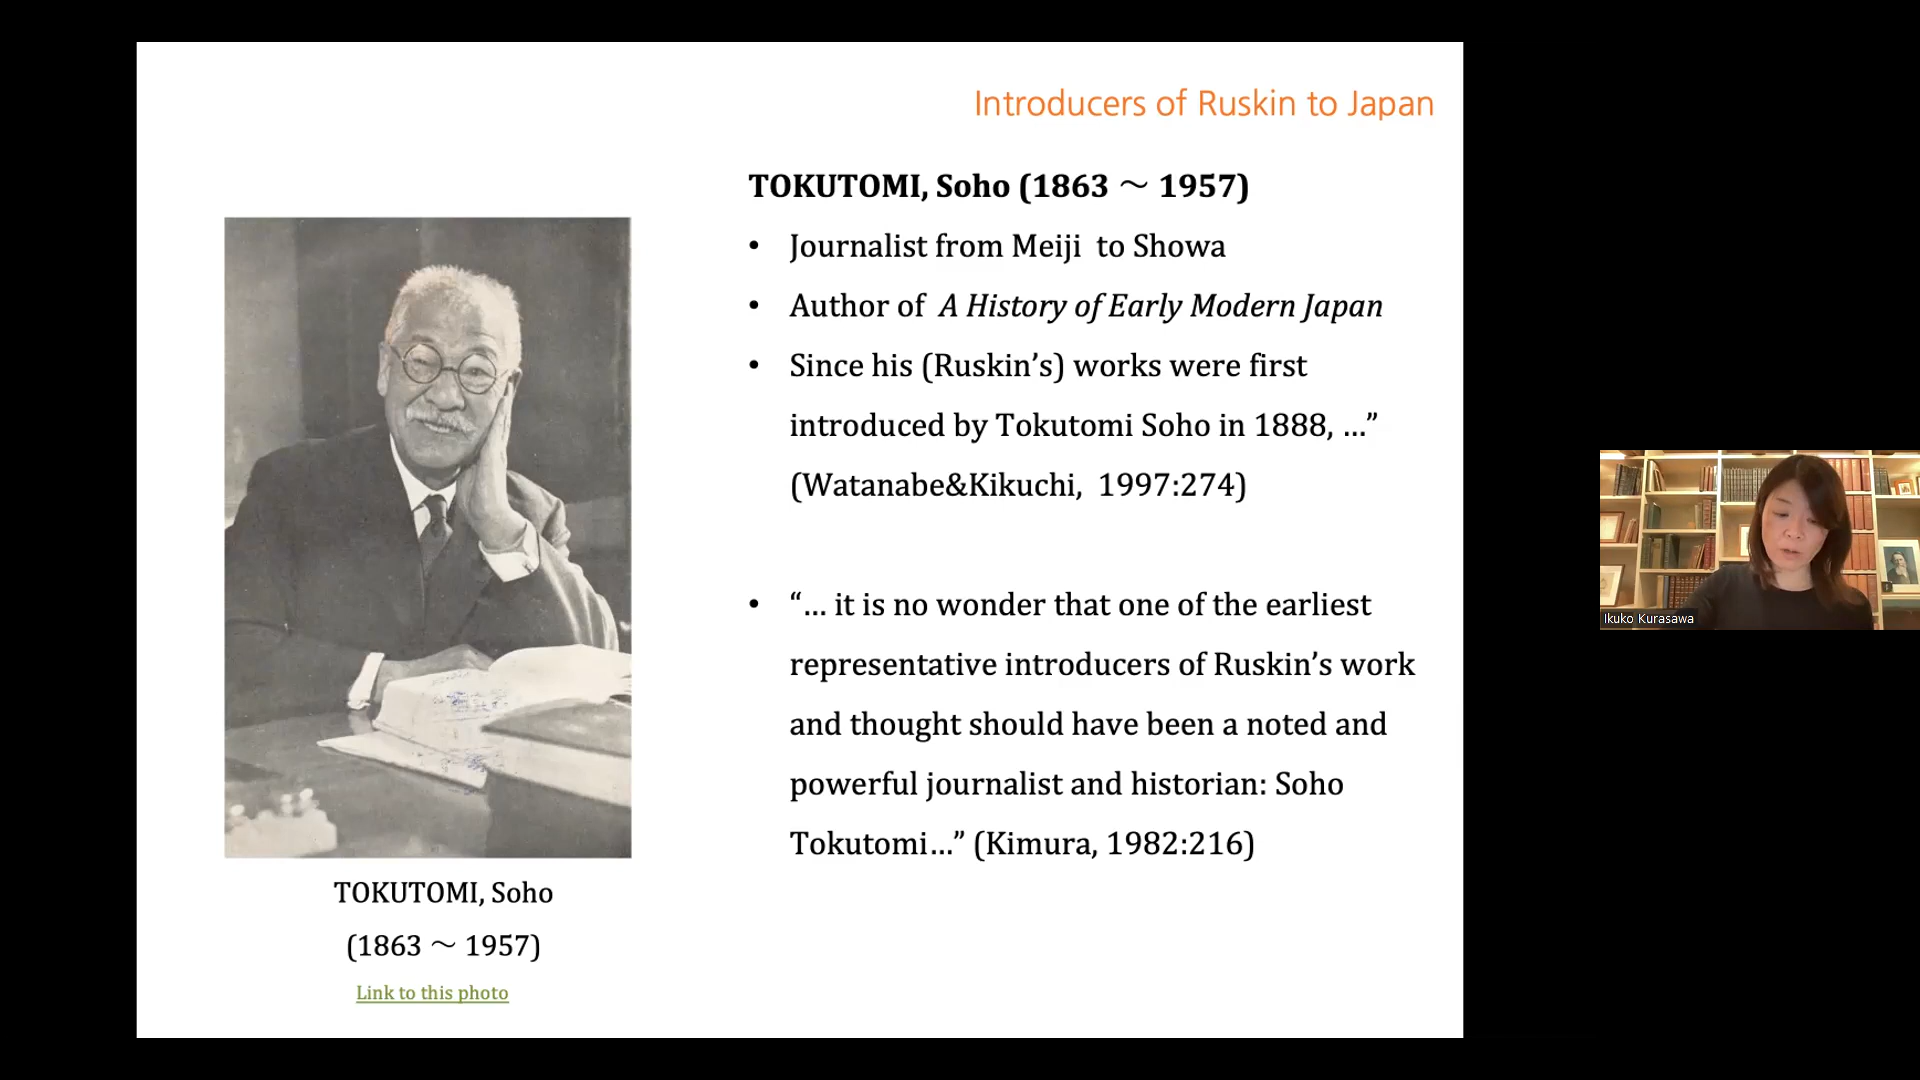 Introducers of Ruskin to Japan
TOKUTOMI, Soho (1863 ～ 1957)
• Journalist from Meiji  to Showa
• Author of  A History of Early Modern Japan
• Since his (Ruskin’s) works were first
introduced by Tokutomi Soho in 1888, …”
(Watanabe&Kikuchi,  1997:274)
• “… it is no wonder that one of the earliest
representative introducers of Ruskin’s work
and thought should have been a noted and
powerful journalist and historian: Soho
Tokutomi…” (Kimura, 1982:216)
TOKUTOMI, Soho
(1863 ～ 1957)
Link to this photo
Ikuko Kurasawa